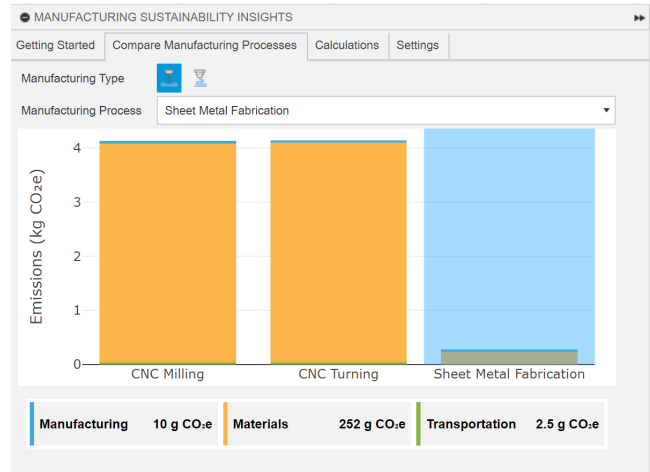 MANUFACTURING SUSTAINABILITY INSIGHTS
Getting Started Compare Manufacturing Processes Calculations Settings
Manufacturing Type
Manufacturing Process Sheet Metal Fabrication
4
3
2
1
0
Emissions (kg CO₂e)
CNC Milling CNC Turning Sheet Metal Fabrication
Manufacturing 10 g CO₂e Materials 252 g CO₂e Transportation 2.5 g CO₂e